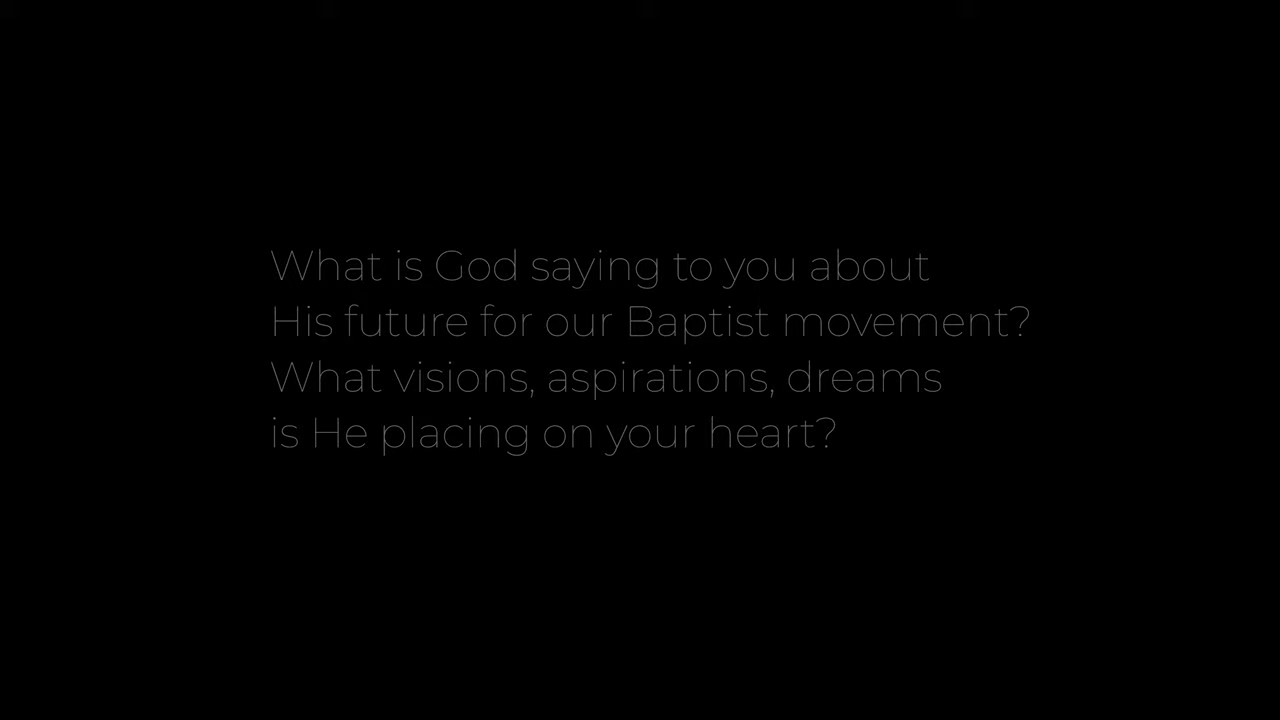 What is God saying to you about
His future for our Baptist movement?
What visions, aspirations, dreams
is He placing on your heart?